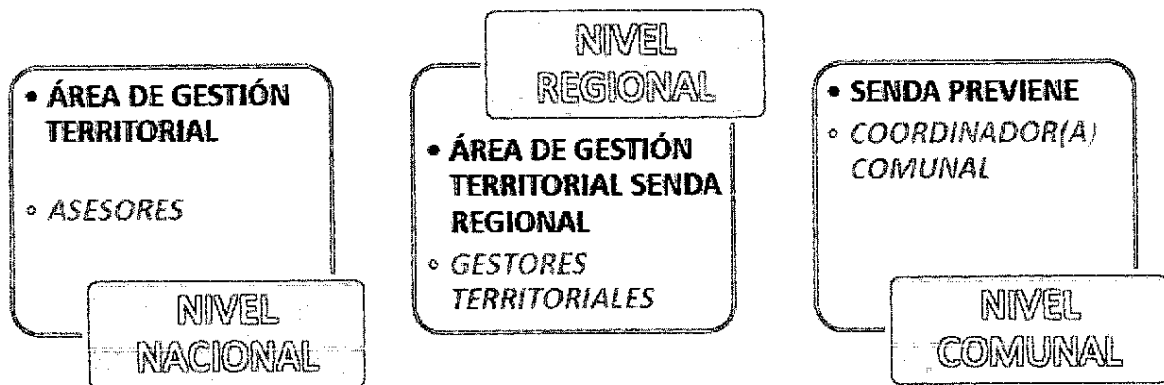 • ÁREA DE GESTIÓN
TERRITORIAL
◦ ASESORES
NIVEL
NACIONAL
NIVEL
REGIONAL
• ÁREA DE GESTIÓN
TERRITORIAL SENDA
REGIONAL
◦ GESTORES
TERRITORIALES
• SENDA PREVIENE
◦ COORDINADOR(A)
COMUNAL
NIVEL
COMUNAL